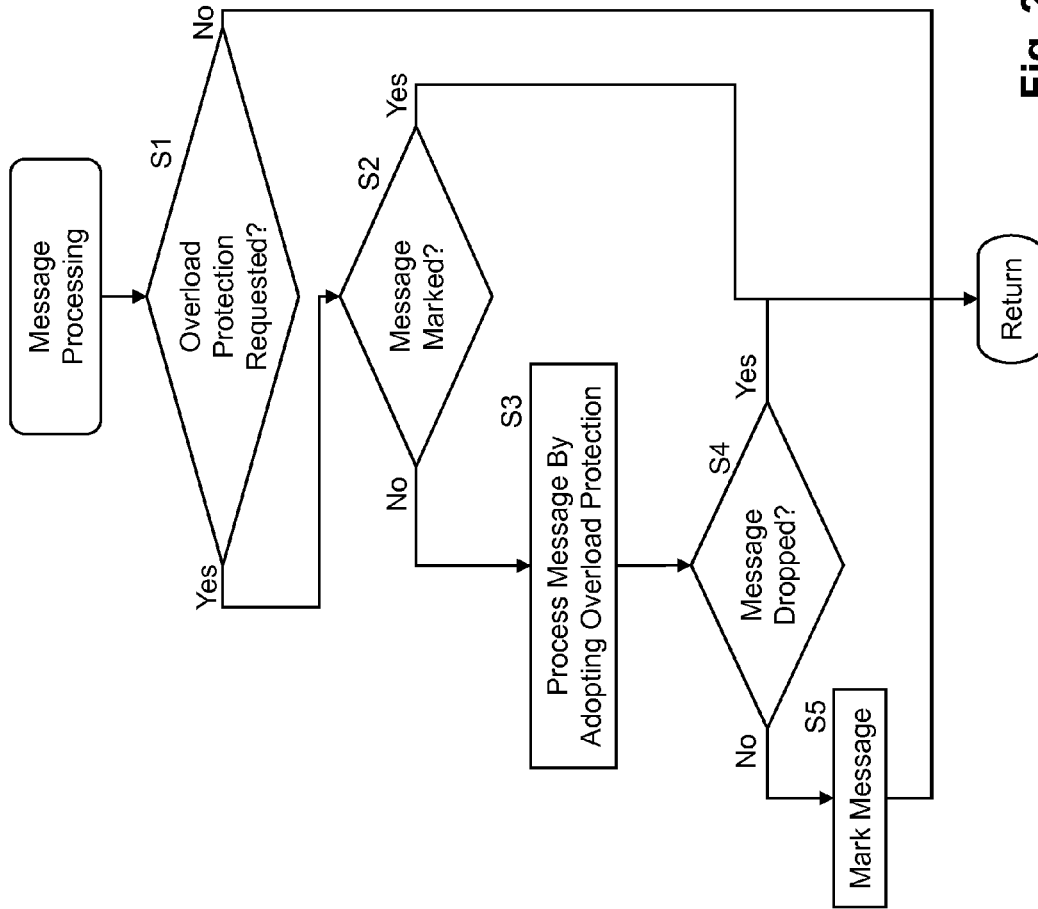 Message
Processing
S1
Overload
Protection
Requested?
Yes
No
S2
Message
Marked?
Yes
No
S3
Process Message By
Adopting Overload Protection
S4
Message
Dropped?
Yes
No
S5
Mark Message
Return